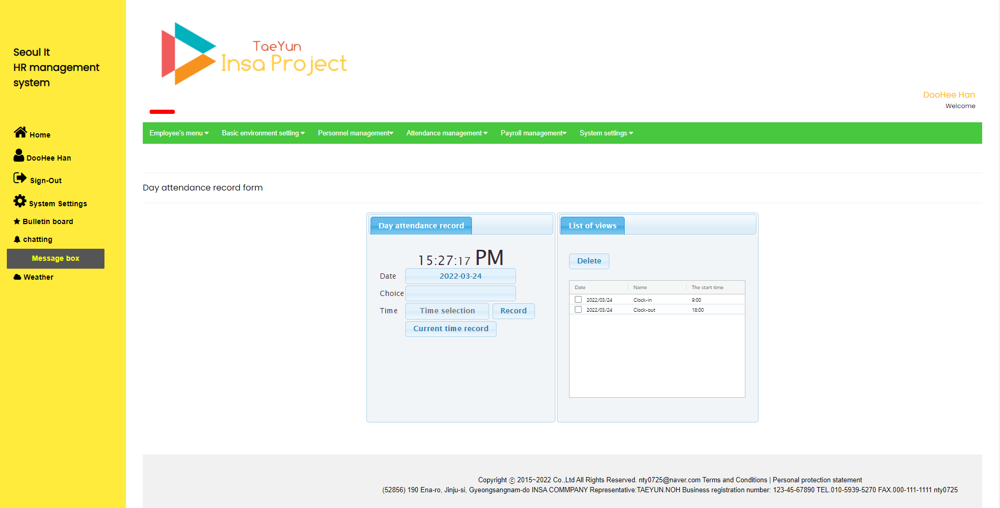 Seoul It
HR management
system
Home
DooHee Han
Sign-Out
System Settings
Bulletin board
chatting
Message box
Weather
TaeYun
Insa Project
DooHee Han
Welcome
Employee's menu
Basic environment setting
Personnel management
Attendance management
Payroll management
System settings
Day attendance record form
Day attendance record
15:27:17 PM
Date 2022-03-24
Choice
Time Time selection Record
Current time record
List of views
Delete
Date Name The start time
2022/03/24 Clock-in 9:00
2022/03/24 Clock-out 18:00
Copyright ⓒ 2015~2022 Co.,Ltd All Rights Reserved. nty0725@naver.com Terms and Conditions | Personal protection statement
(52856) 190 Ena-ro, Jinju-si, Gyeongsangnam-do INSA COMMPANY Representative:TAEYUN.NOH Business registration number: 123-45-67890 TEL.010-5939-5270 FAX.000-111-1111 nty0725